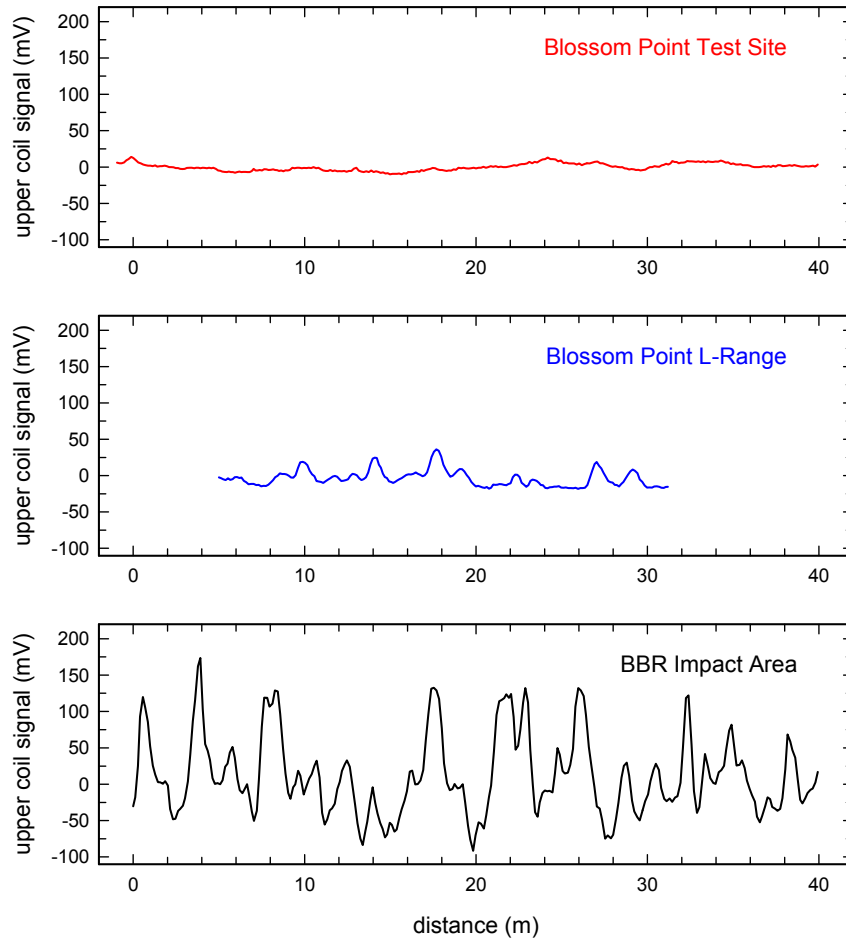 Blossom Point Test Site
upper coil signal (mV)
200
150
100
50
0
-50
-100
0 10 20 30 40
Blossom Point L-Range
upper coil signal (mV)
200
150
100
50
0
-50
-100
0 10 20 30 40
BBR Impact Area
upper coil signal (mV)
200
150
100
50
0
-50
-100
0 10 20 30 40
distance (m)